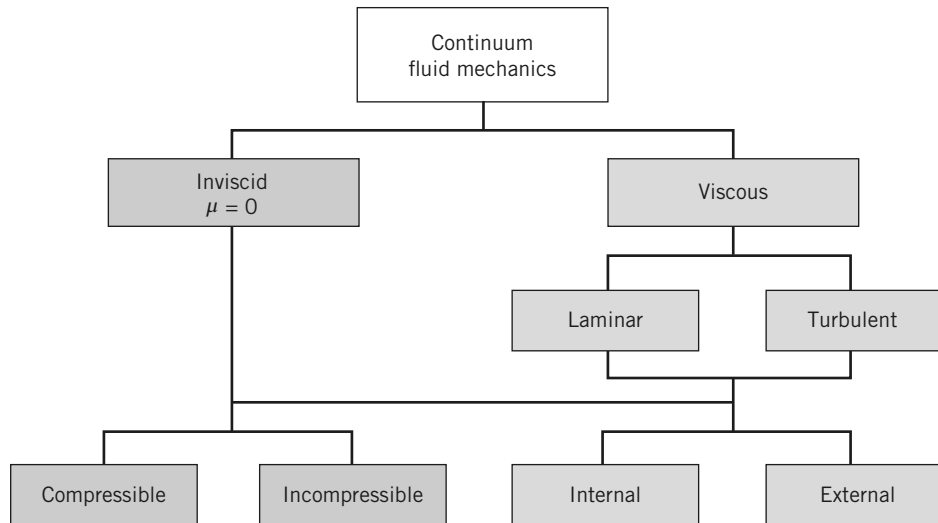 Continuum
fluid mechanics
Inviscid
μ = 0
Viscous
Laminar
Turbulent
Compressible
Incompressible
Internal
External